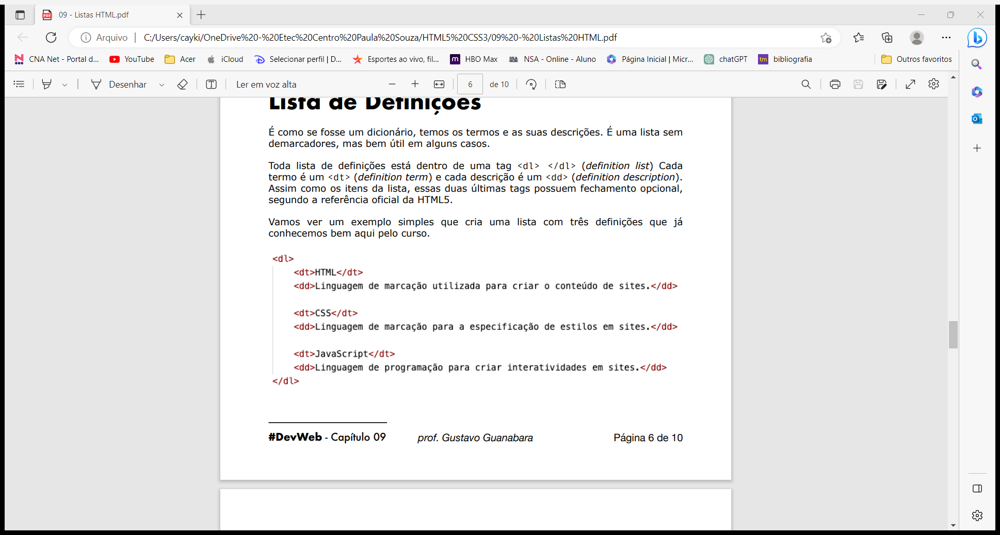 09 - Listas HTML.pdf
Arquivo | C:/Users/cayki/OneDrive%20-%20Etec%20Centro%20Paula%20Souza/HTML5%20CSS3/09%20-%20Listas%20HTML.pdf
CNA Net - Portal d... YouTube Acer iCloud Selecionar perfil | D... Esportes ao vivo, fil... HBO Max NSA - Online - Aluno Página Inicial | Micr... chatGPT tm bibliografia Outros favoritos
Desenhar Ler em voz alta 6 de 10
Lista de Definições
É como se fosse um dicionário, temos os termos e as suas descrições. É uma lista sem
demarcadores, mas bem útil em alguns casos.
Toda lista de definições está dentro de uma tag <dl> </dl> (definition list) Cada
termo é um <dt> (definition term) e cada descrição é um <dd> (definition description).
Assim como os itens da lista, essas duas últimas tags possuem fechamento opcional,
segundo a referência oficial da HTML5.
Vamos ver um exemplo simples que cria uma lista com três definições que já
conhecemos bem aqui pelo curso.
<dl>
<dt>HTML</dt>
<dd>Linguagem de marcação utilizada para criar o conteúdo de sites.</dd>
<dt>CSS</dt>
<dd>Linguagem de marcação para a especificação de estilos em sites.</dd>
<dt>JavaScript</dt>
<dd>Linguagem de programação para criar interatividades em sites.</dd>
</dl>
#DevWeb - Capítulo 09 prof. Gustavo Guanabara Página 6 de 10